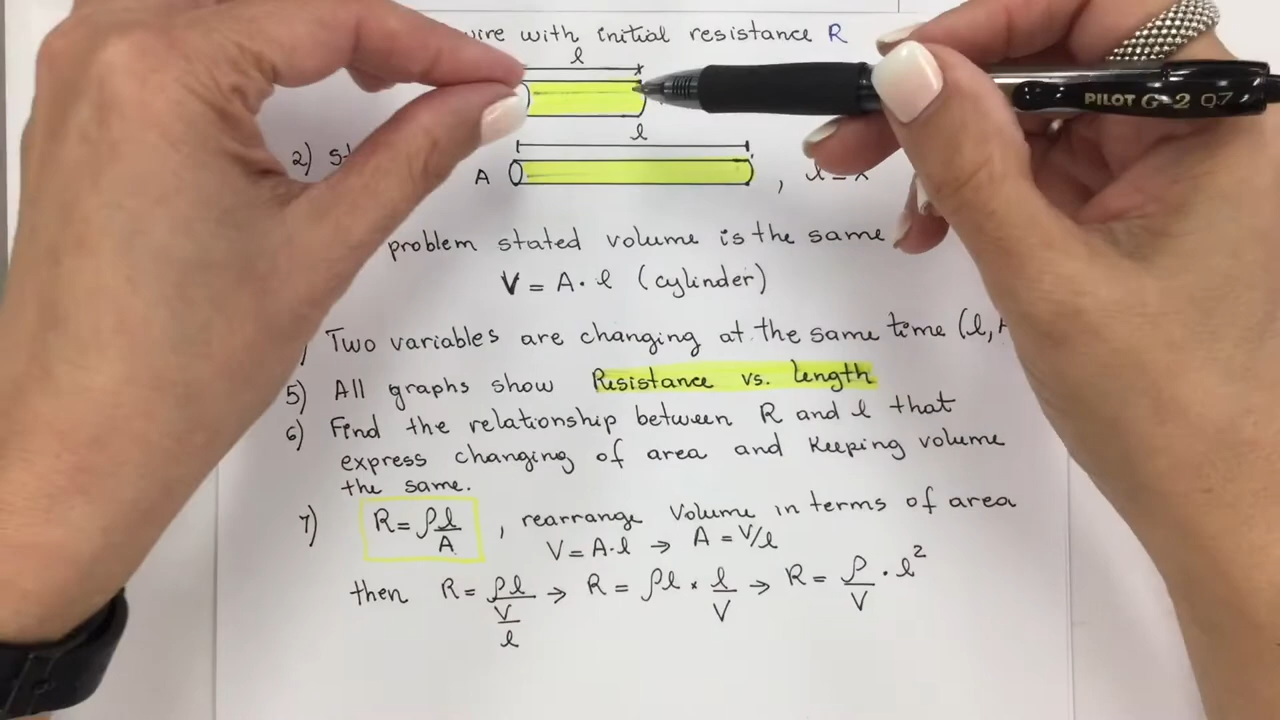 wire with initial resistance R
l
x
l
2) St
A , l = x
problem stated volume is the same
V = A · l (cylinder)
) Two variables are changing at the same time (l,
5) All graphs show Resistance vs. length
6) Find the relationship between R and l that
express changing of area and keeping volume
the same.
7) R = ρl/A , rearrange Volume in terms of area
V = A·l → A = V/l
then R = ρl/(V/l) → R = ρl × l/V → R = ρ/V · l²
PILOT G-2 07